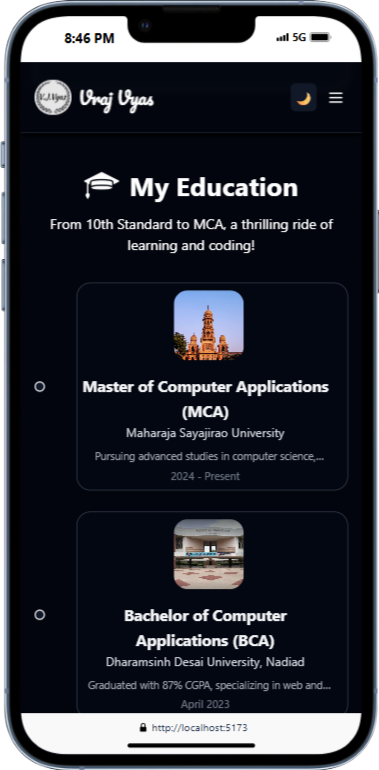 8:46 PM
5G
V.J.Vyas
Vraj Vyas
My Education
From 10th Standard to MCA, a thrilling ride of
learning and coding!
Master of Computer Applications
(MCA)
Maharaja Sayajirao University
Pursuing advanced studies in computer science,...
2024 - Present
Bachelor of Computer
Applications (BCA)
Dharamsinh Desai University, Nadiad
Graduated with 87% CGPA, specializing in web and...
April 2023
http://localhost:5173